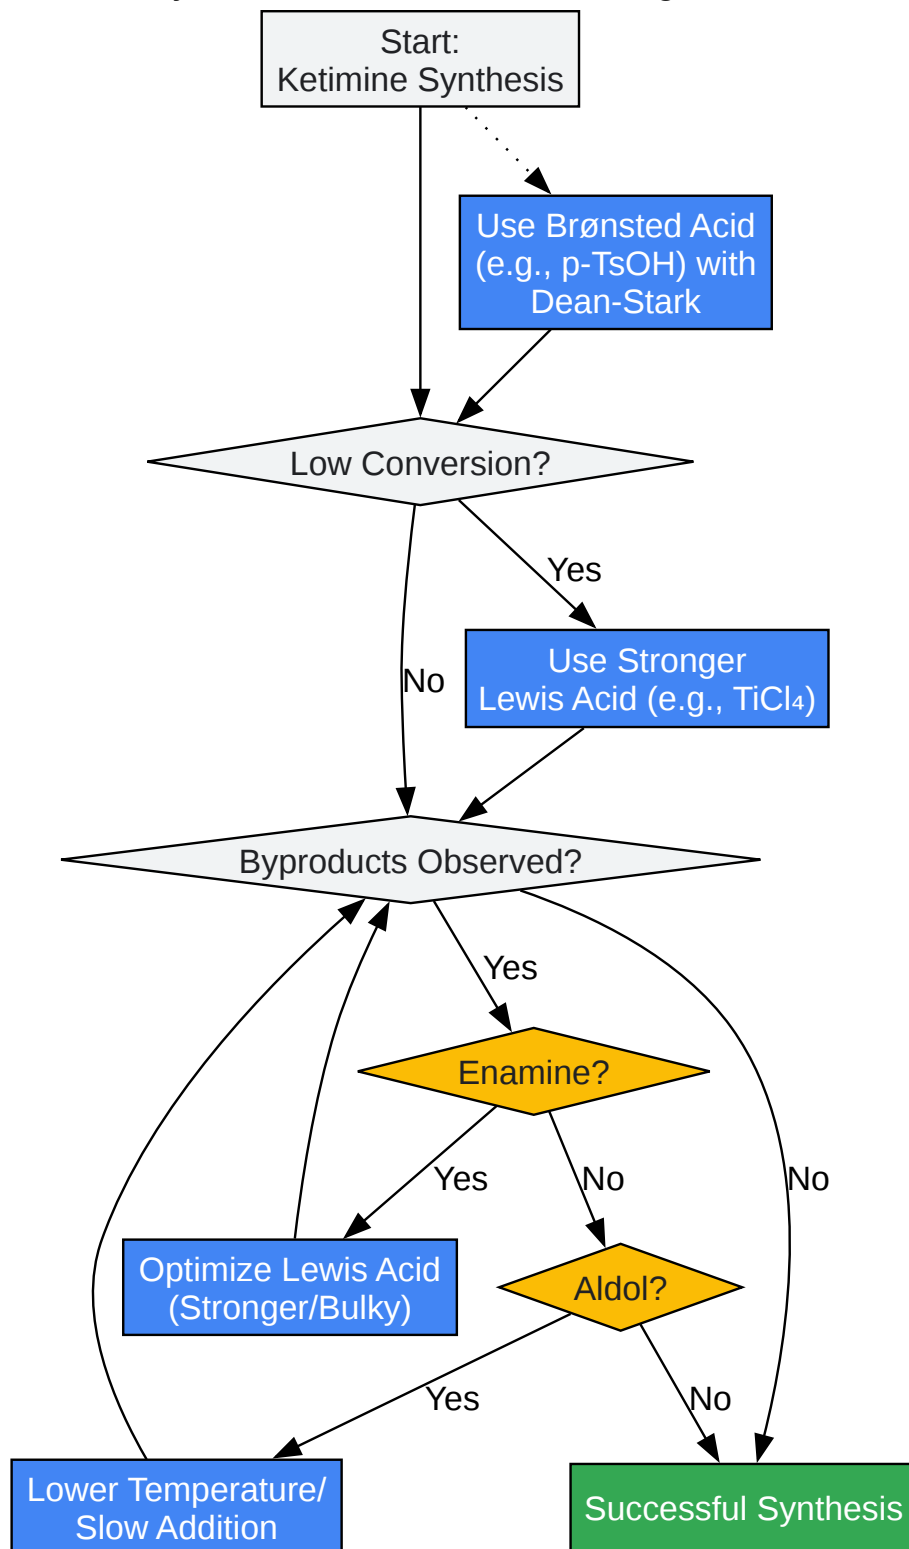 Start:
Ketimine Synthesis
Use Brønsted Acid
(e.g., p-TsOH) with
Dean-Stark
Low Conversion?
Yes
Use Stronger
Lewis Acid (e.g., TiCl₄)
No
Byproducts Observed?
Yes
Enamine?
Yes
No
No
Optimize Lewis Acid
(Stronger/Bulky)
Aldol?
Yes
No
Lower Temperature/
Slow Addition
Successful Synthesis